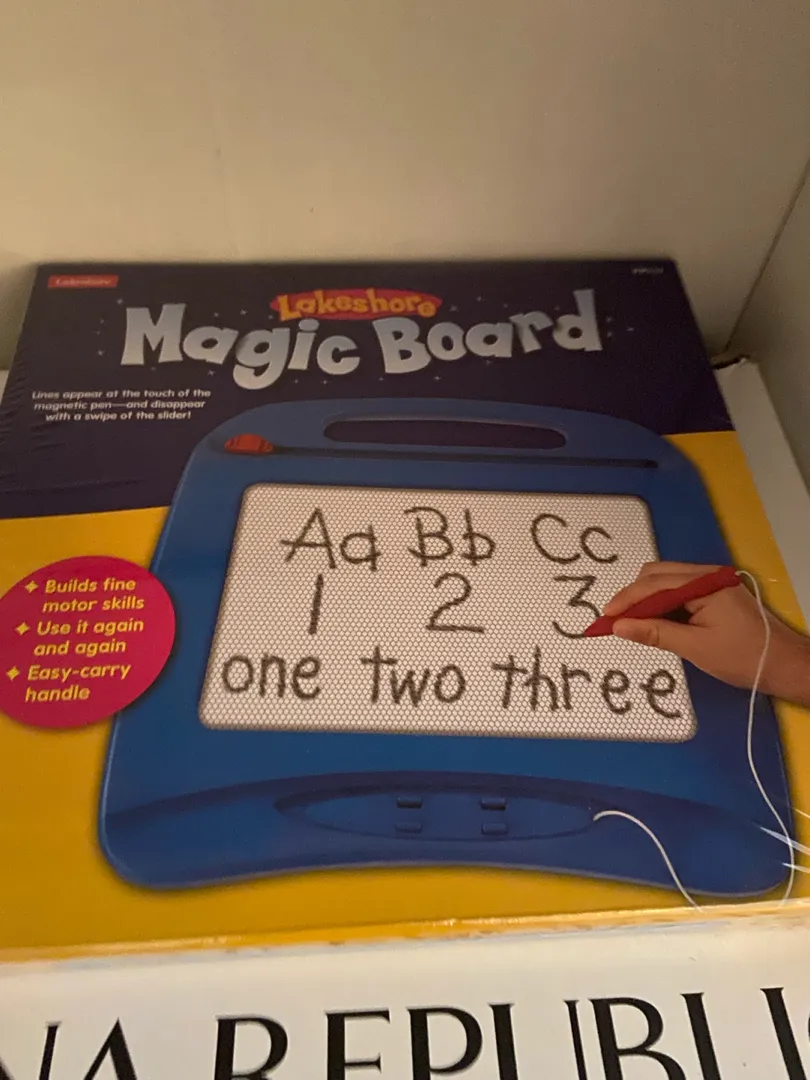 Lakeshore
Lakeshore
Magic Board
Lines appear at the touch of the
magnetic pen—and disappear
with a swipe of the slider!
Aa Bb Cc
1 2 3
one two three
✦ Builds fine
motor skills
✦ Use it again
and again
✦ Easy-carry
handle
NA REPUBLIC